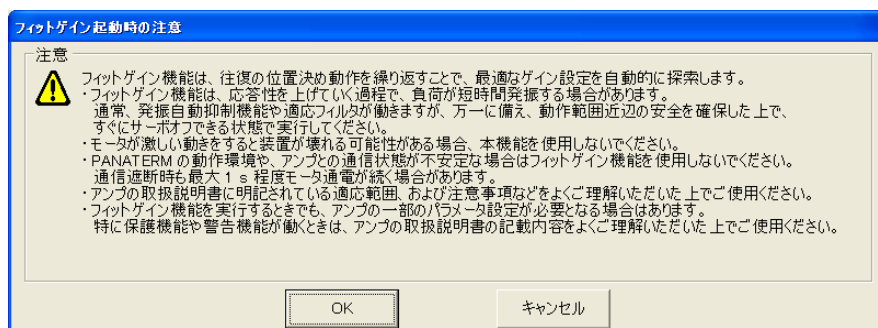 フィットゲイン起動時の注意
注意
フィットゲイン機能は、往復の位置決め動作を繰り返すことで、最適なゲイン設定を自動的に探索します。
・フィットゲイン機能は、応答性を上げていく過程で、負荷が短時間発振する場合があります。
通常、発振自動抑制機能や適応フィルタが働きますが、万一に備え、動作範囲近辺の安全を確保した上で、
すぐにサーボオフできる状態で実行してください。
・モータが激しい動きをすると装置が壊れる可能性がある場合、本機能を使用しないでください。
・PANATERM の動作環境や、アンプとの通信状態が不安定な場合はフィットゲイン機能を使用しないでください。
通信遮断時も最大１ｓ程度モータ通電が続く場合があります。
・アンプの取扱説明書に明記されている適応範囲、および注意事項などをよくご理解いただいた上でご使用ください。
・フィットゲイン機能を実行するときでも、アンプの一部のパラメータ設定が必要となる場合はあります。
特に保護機能や警告機能が働くときは、アンプの取扱説明書の記載内容をよくご理解いただいた上でご使用ください。
OK
キャンセル